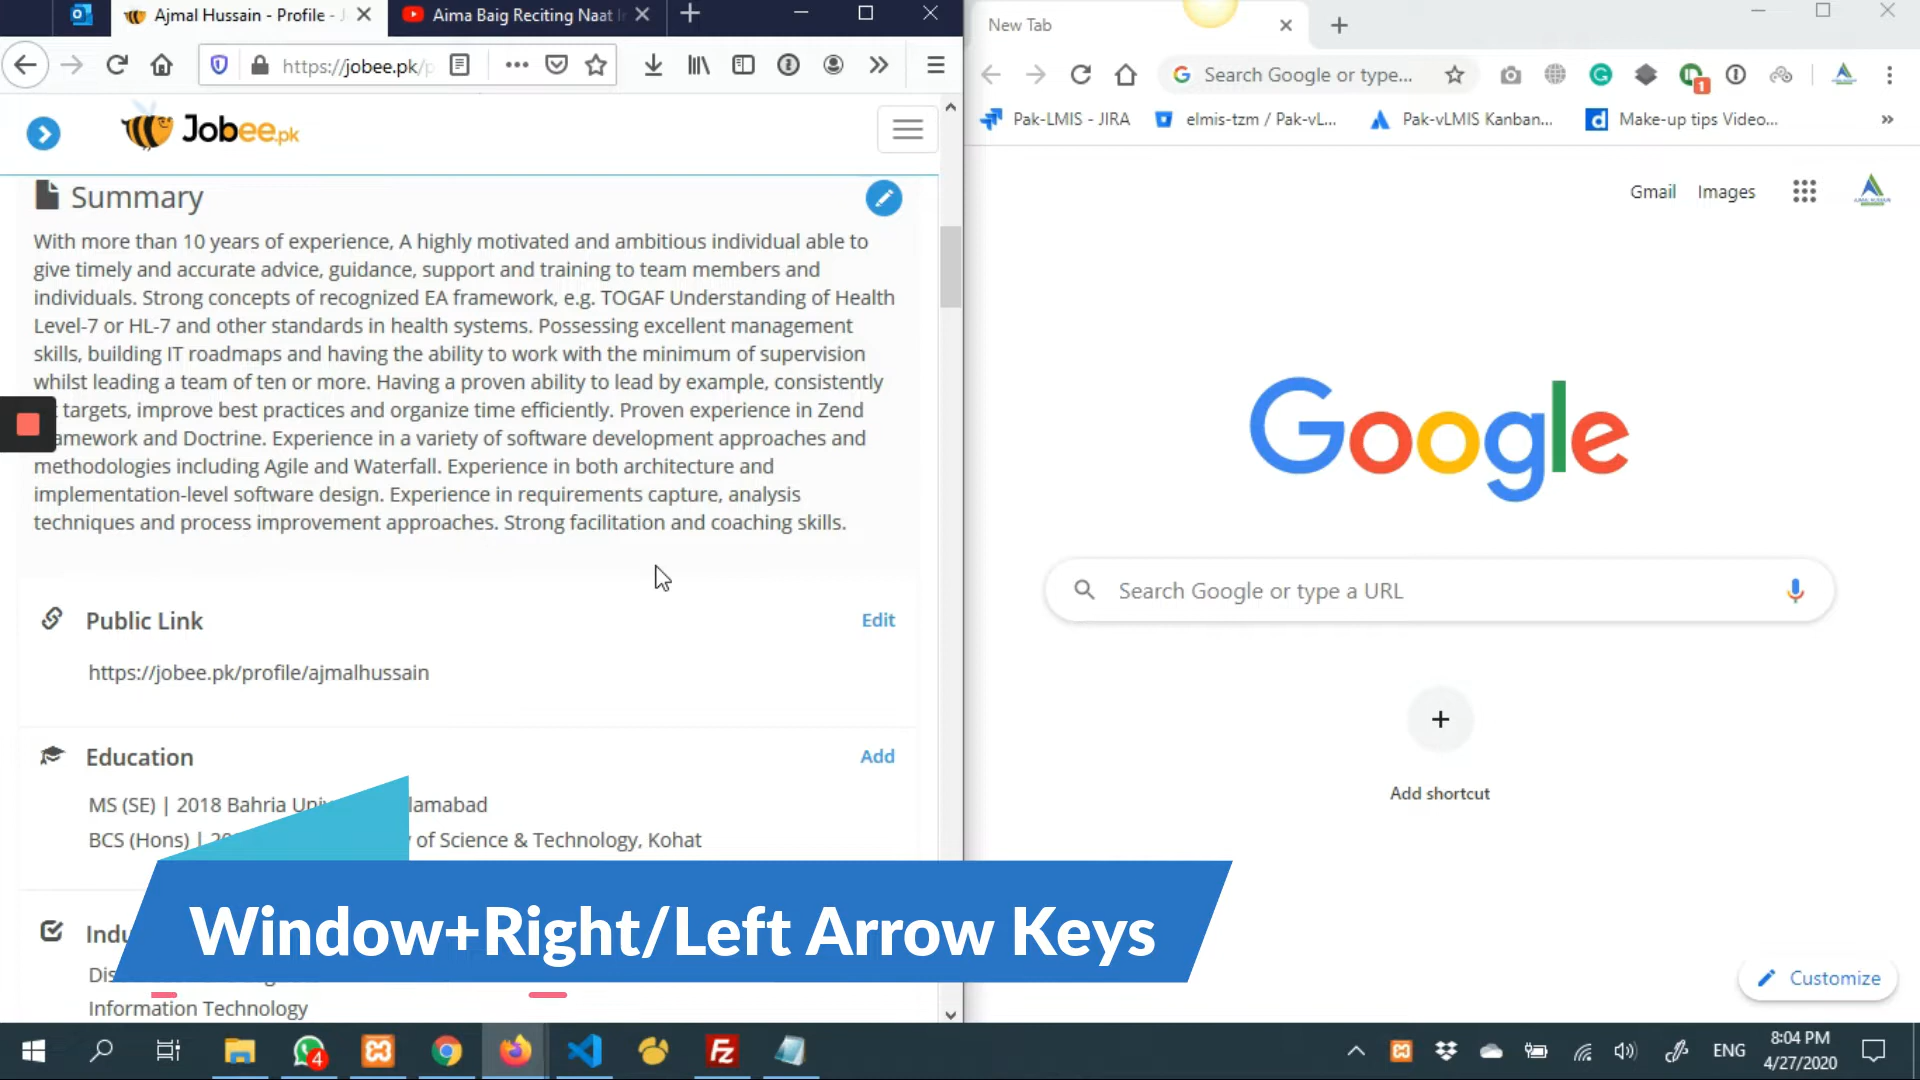 Ajmal Hussain - Profile - J
Aima Baig Reciting Naat I
https://jobee.pk/p
Jobee.pk
Summary
With more than 10 years of experience, A highly motivated and ambitious individual able to
give timely and accurate advice, guidance, support and training to team members and
individuals. Strong concepts of recognized EA framework, e.g. TOGAF Understanding of Health
Level-7 or HL-7 and other standards in health systems. Possessing excellent management
skills, building IT roadmaps and having the ability to work with the minimum of supervision
whilst leading a team of ten or more. Having a proven ability to lead by example, consistently
targets, improve best practices and organize time efficiently. Proven experience in Zend
amework and Doctrine. Experience in a variety of software development approaches and
methodologies including Agile and Waterfall. Experience in both architecture and
implementation-level software design. Experience in requirements capture, analysis
techniques and process improvement approaches. Strong facilitation and coaching skills.
Public Link
Edit
https://jobee.pk/profile/ajmalhussain
Education
Add
MS (SE) | 2018 Bahria Uni lamabad
BCS (Hons) | 20 of Science & Technology, Kohat
Indu
Dis
Information Technology
Window+Right/Left Arrow Keys
New Tab
Search Google or type...
1
Pak-LMIS - JIRA
elmis-tzm / Pak-vL...
Pak-vLMIS Kanban...
Make-up tips Video...
Gmail
Images
Google
Search Google or type a URL
Add shortcut
Customize
4
ENG
8:04 PM
4/27/2020